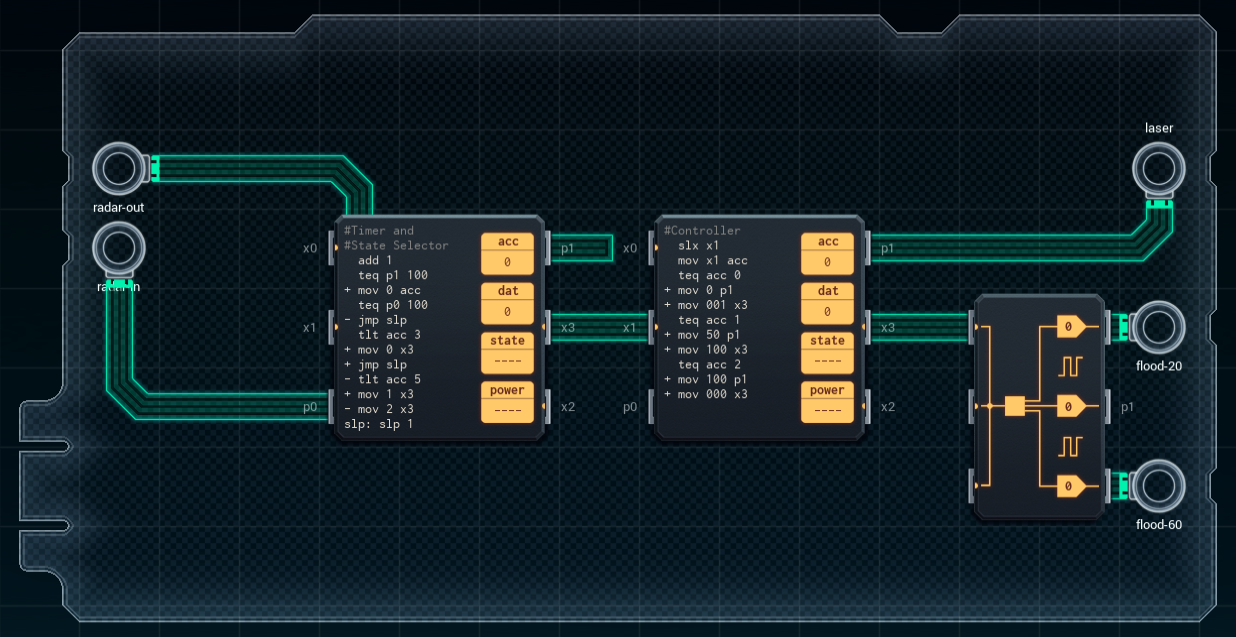 laser
radar-out
flood-20
flood-60
x0
x1
p0
#Timer and
#State Selector
add 1
teq p1 100
+ mov 0 acc
teq p0 100
- jmp slp
tlt acc 3
+ mov 0 x3
+ jmp slp
- tlt acc 5
+ mov 1 x3
- mov 2 x3
slp: slp 1
acc
0
dat
0
state
----
power
----
p1
x3
x2
x0
x1
p0
#Controller
slx x1
mov x1 acc
teq acc 0
+ mov 0 p1
+ mov 001 x3
teq acc 1
+ mov 50 p1
+ mov 100 x3
teq acc 2
+ mov 100 p1
+ mov 000 x3
acc
0
dat
0
state
----
power
----
p1
x3
x2
0
0
0
p1